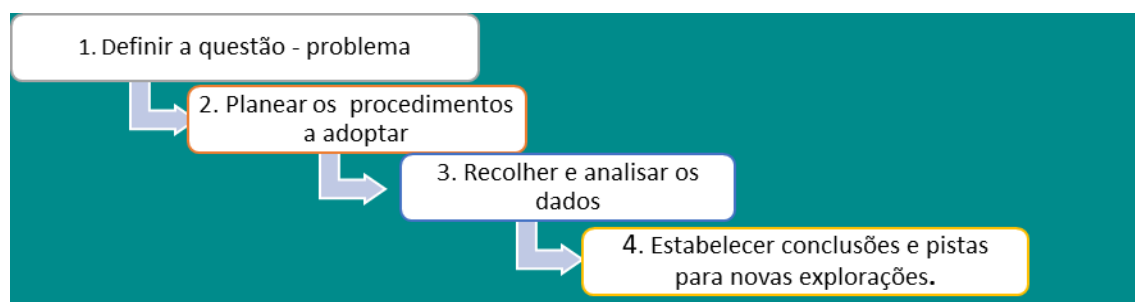 1. Definir a questão - problema
2. Planear os procedimentos
a adoptar
3. Recolher e analisar os
dados
4. Estabelecer conclusões e pistas
para novas explorações.